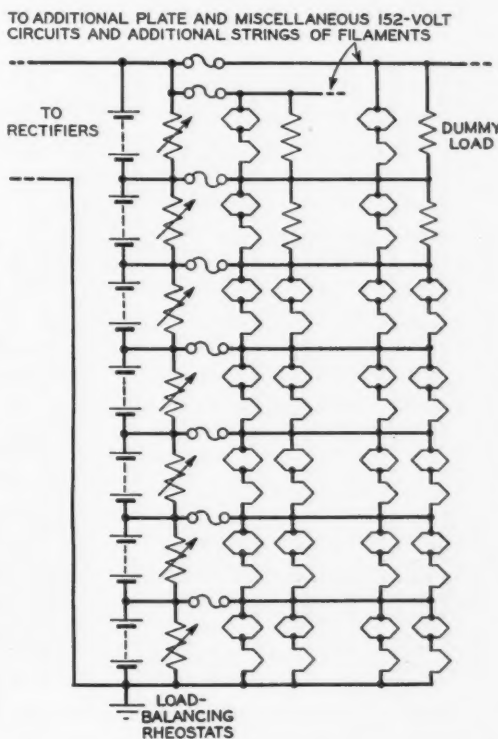 TO ADDITIONAL PLATE AND MISCELLANEOUS 152-VOLT
CIRCUITS AND ADDITIONAL STRINGS OF FILAMENTS
TO
RECTIFIERS
DUMMY
LOAD
LOAD-
BALANCING
RHEOSTATS